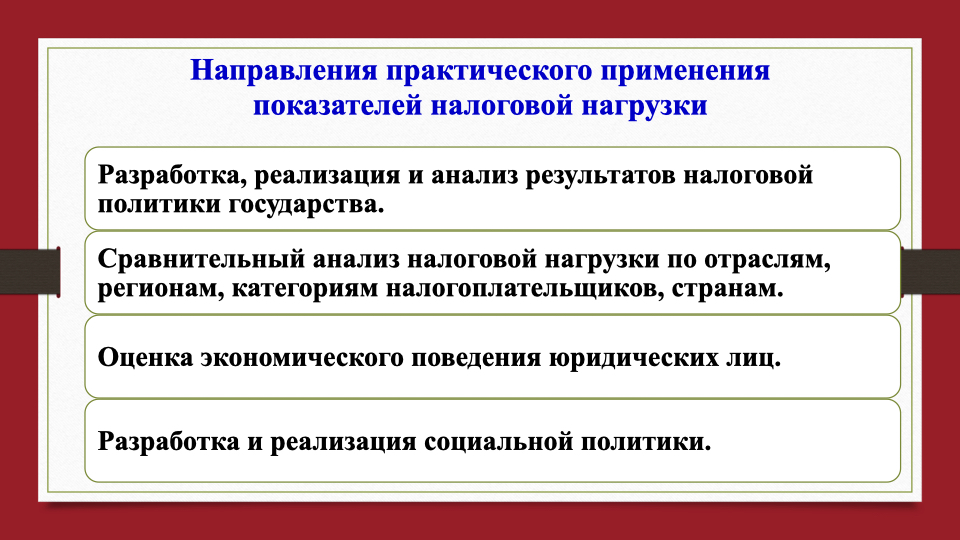 Направления практического применения
показателей налоговой нагрузки
Разработка, реализация и анализ результатов налоговой
политики государства.
Сравнительный анализ налоговой нагрузки по отраслям,
регионам, категориям налогоплательщиков, странам.
Оценка экономического поведения юридических лиц.
Разработка и реализация социальной политики.